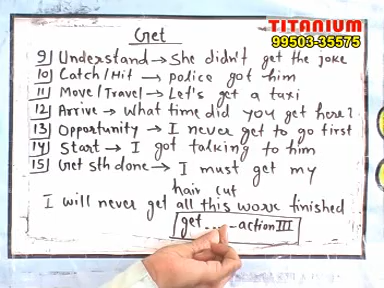 Get
TITANIUM
99503-35575
9) Understand → She didn't get the joke
10) Catch/Hit → police got him
11) Move/Travel → Let's get a taxi
12) Arrive → What time did you get here?
13) Opportunity → I never get to go first
14) Start → I got talking to him
15) Get sth done → I must get my
hair cut
I will never get all this work finished
get ... - action III